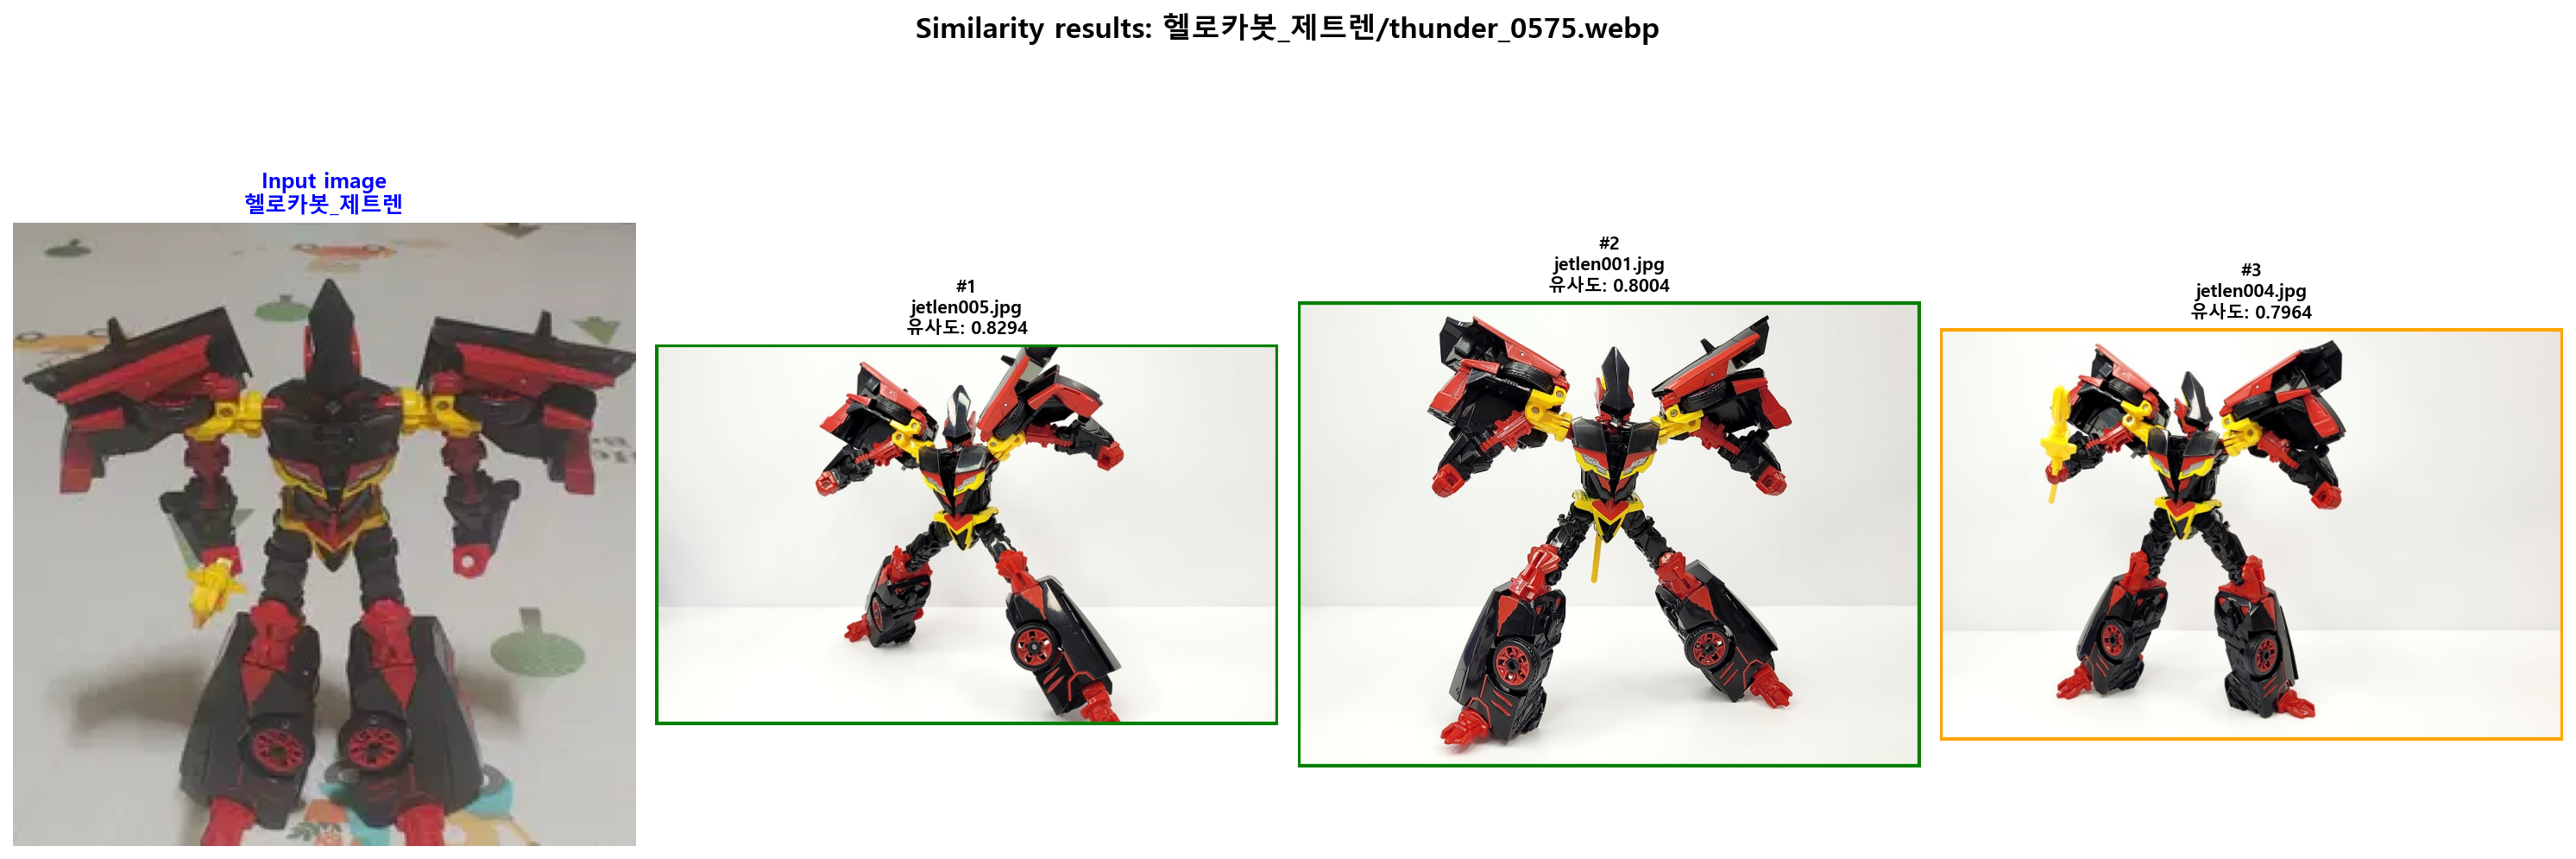 Similarity results: 헬로카봇_제트렌/thunder_0575.webp
Input image
헬로카봇_제트렌
#1
jetlen005.jpg
유사도: 0.8294
#2
jetlen001.jpg
유사도: 0.8004
#3
jetlen004.jpg
유사도: 0.7964